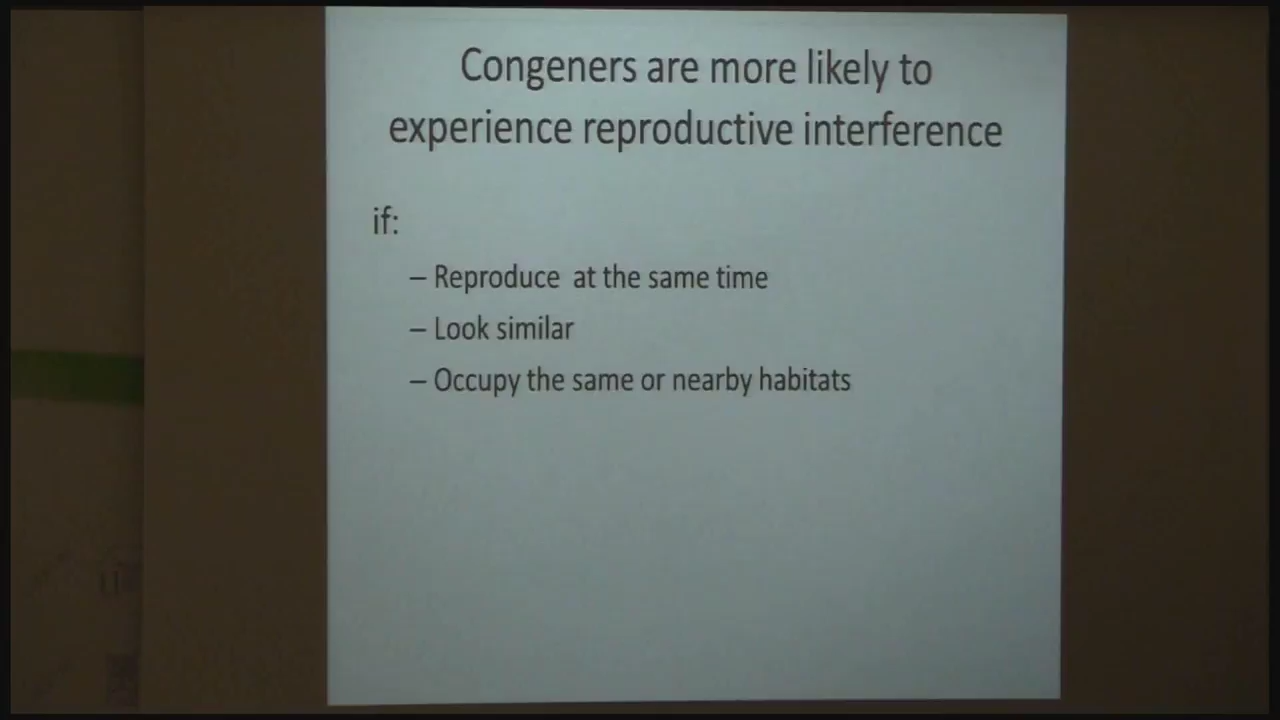 Congeners are more likely to
experience reproductive interference
if:
– Reproduce at the same time
– Look similar
– Occupy the same or nearby habitats